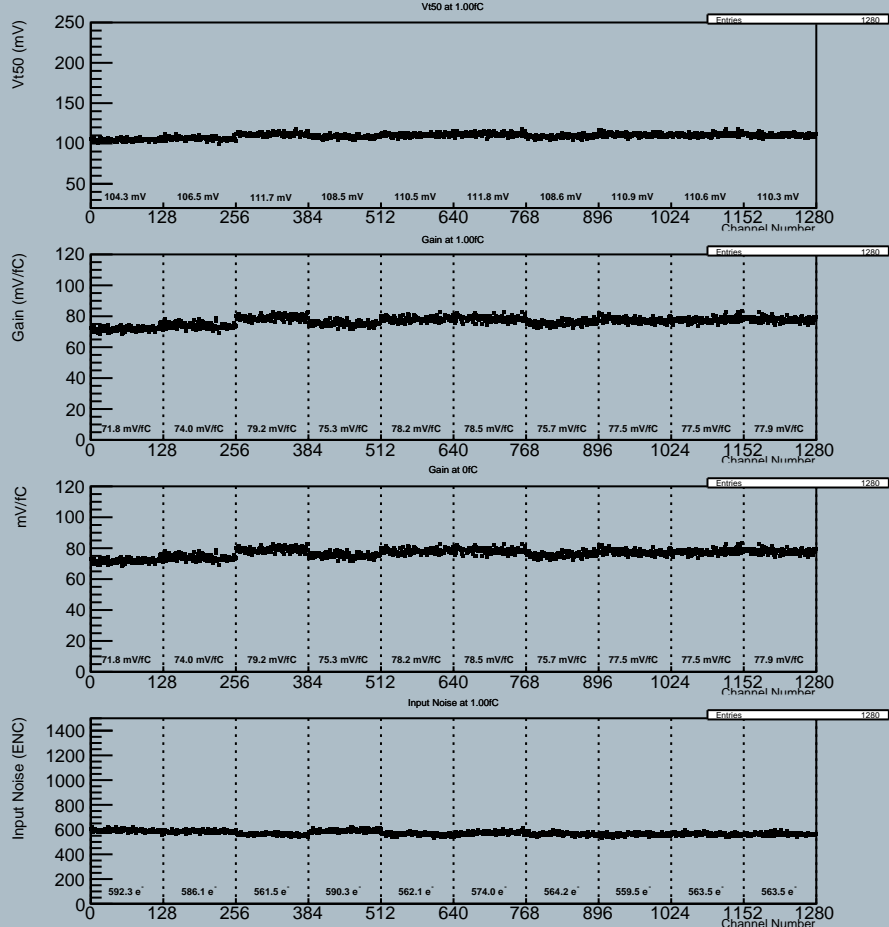 Vt50 at 1.00fC
Entries 1280
Vt50 (mV)
250
200
150
100
50
104.3 mV 106.5 mV 111.7 mV 108.5 mV 110.5 mV 111.8 mV 108.6 mV 110.9 mV 110.6 mV 110.3 mV
0 128 256 384 512 640 768 896 1024 1152 1280
Channel Number
Gain at 1.00fC
Entries 1280
Gain (mV/fC)
120
100
80
60
40
20
0
71.8 mV/fC 74.0 mV/fC 79.2 mV/fC 75.3 mV/fC 78.2 mV/fC 78.5 mV/fC 75.7 mV/fC 77.5 mV/fC 77.5 mV/fC 77.9 mV/fC
0 128 256 384 512 640 768 896 1024 1152 1280
Channel Number
Gain at 0fC
Entries 1280
mV/fC
120
100
80
60
40
20
0
71.8 mV/fC 74.0 mV/fC 79.2 mV/fC 75.3 mV/fC 78.2 mV/fC 78.5 mV/fC 75.7 mV/fC 77.5 mV/fC 77.5 mV/fC 77.9 mV/fC
0 128 256 384 512 640 768 896 1024 1152 1280
Channel Number
Input Noise at 1.00fC
Entries 1280
Input Noise (ENC)
1400
1200
1000
800
600
400
200
0
592.3 e⁻ 586.1 e⁻ 561.5 e⁻ 590.3 e⁻ 562.1 e⁻ 574.0 e⁻ 564.2 e⁻ 559.5 e⁻ 563.5 e⁻ 563.5 e⁻
0 128 256 384 512 640 768 896 1024 1152 1280
Channel Number